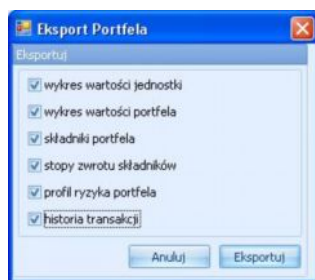 Eksport Portfela
Eksportuj
wykres wartości jednostki
wykres wartości portfela
składniki portfela
stopy zwrotu składników
profil ryzyka portfela
historia transakcji
Anuluj Eksportuj